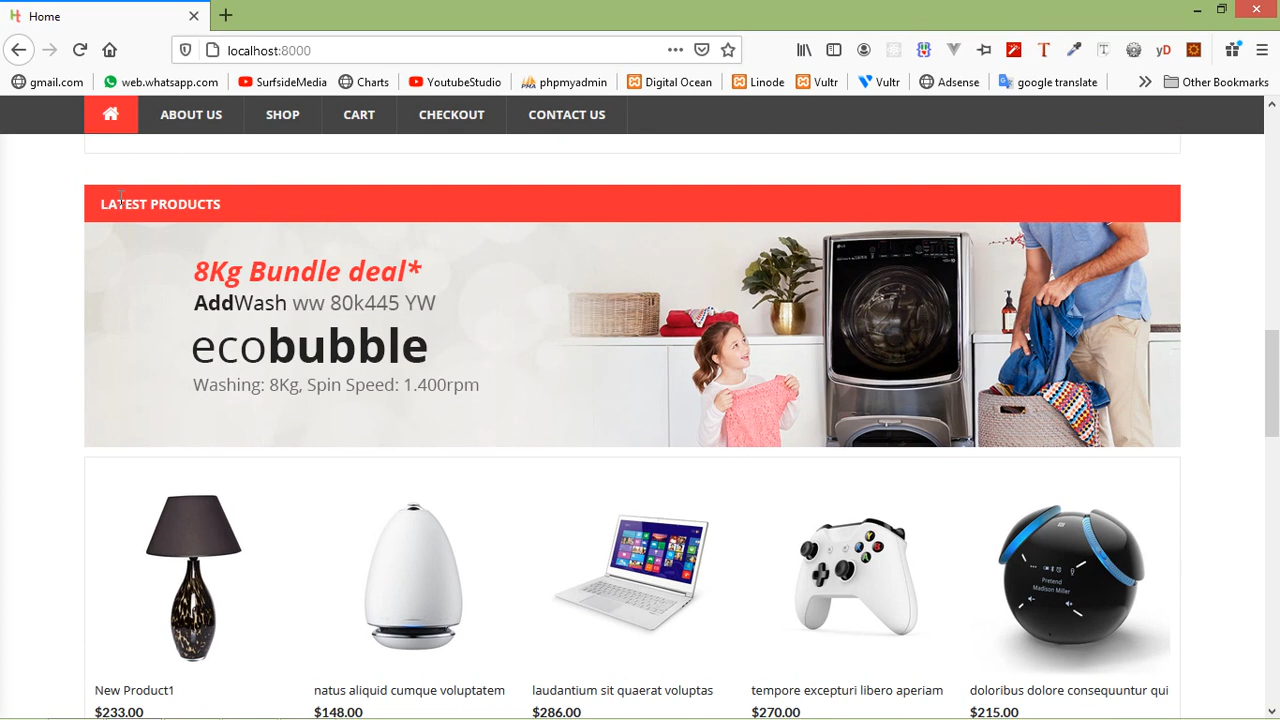 Home
localhost:8000
gmail.com
web.whatsapp.com
SurfsideMedia
Charts
YoutubeStudio
phpmyadmin
Digital Ocean
Linode
Vultr
Vultr
Adsense
google translate
Other Bookmarks
ABOUT US
SHOP
CART
CHECKOUT
CONTACT US
LATEST PRODUCTS
8Kg Bundle deal*
AddWash ww 80k445 YW
ecobubble
Washing: 8Kg, Spin Speed: 1.400rpm
Pretend
Madison Miller
New Product1
natus aliquid cumque voluptatem
laudantium sit quaerat voluptas
tempore excepturi libero aperiam
doloribus dolore consequuntur qui
$233.00
$148.00
$286.00
$270.00
$215.00